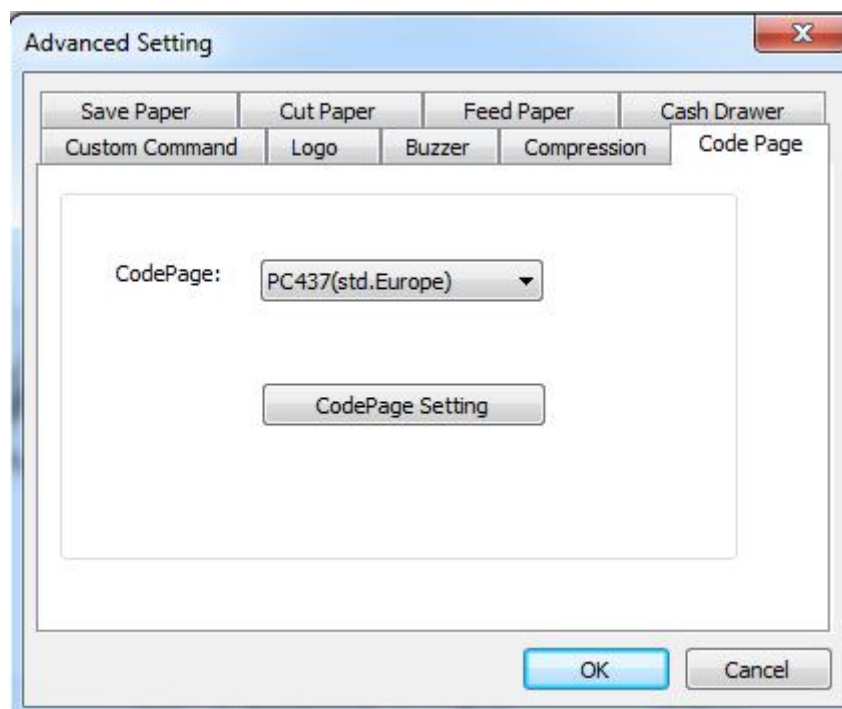 Advanced Setting
Save Paper Cut Paper Feed Paper Cash Drawer
Custom Command Logo Buzzer Compression Code Page
CodePage: PC437(std.Europe)
CodePage Setting
OK Cancel